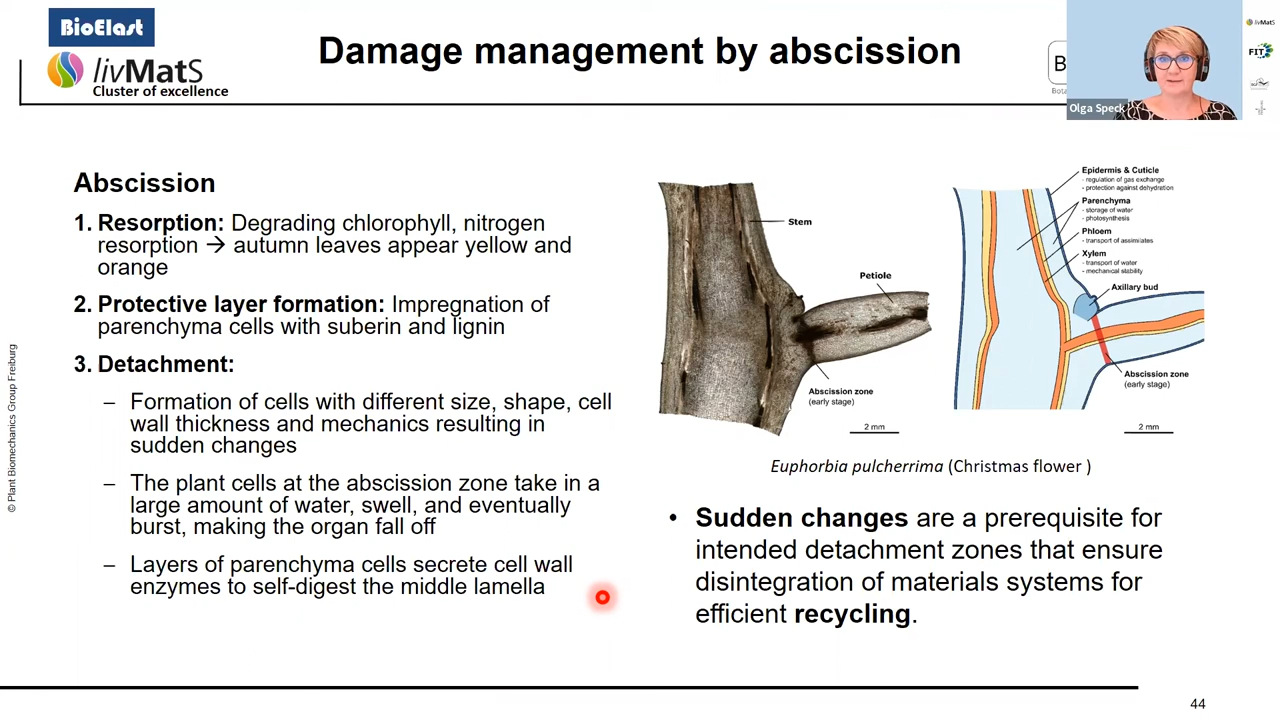 BioElast
livMatS
Cluster of excellence
Damage management by abscission
B
Bota
Olga Speck
livMatS
FIT
Abscission
1. Resorption: Degrading chlorophyll, nitrogen
resorption → autumn leaves appear yellow and
orange
2. Protective layer formation: Impregnation of
parenchyma cells with suberin and lignin
3. Detachment:
– Formation of cells with different size, shape, cell
wall thickness and mechanics resulting in
sudden changes
– The plant cells at the abscission zone take in a
large amount of water, swell, and eventually
burst, making the organ fall off
– Layers of parenchyma cells secrete cell wall
enzymes to self-digest the middle lamella
Stem
Petiole
Abscission zone
(early stage)
2 mm
Epidermis & Cuticle
- regulation of gas exchange
- protection against dehydration
Parenchyma
- storage of water
- photosynthesis
Phloem
- transport of assimilates
Xylem
- transport of water
- mechanical stability
Axillary bud
Abscission zone
(early stage)
2 mm
Euphorbia pulcherrima (Christmas flower )
• Sudden changes are a prerequisite for
intended detachment zones that ensure
disintegration of materials systems for
efficient recycling.
© Plant Biomechanics Group Freiburg
44